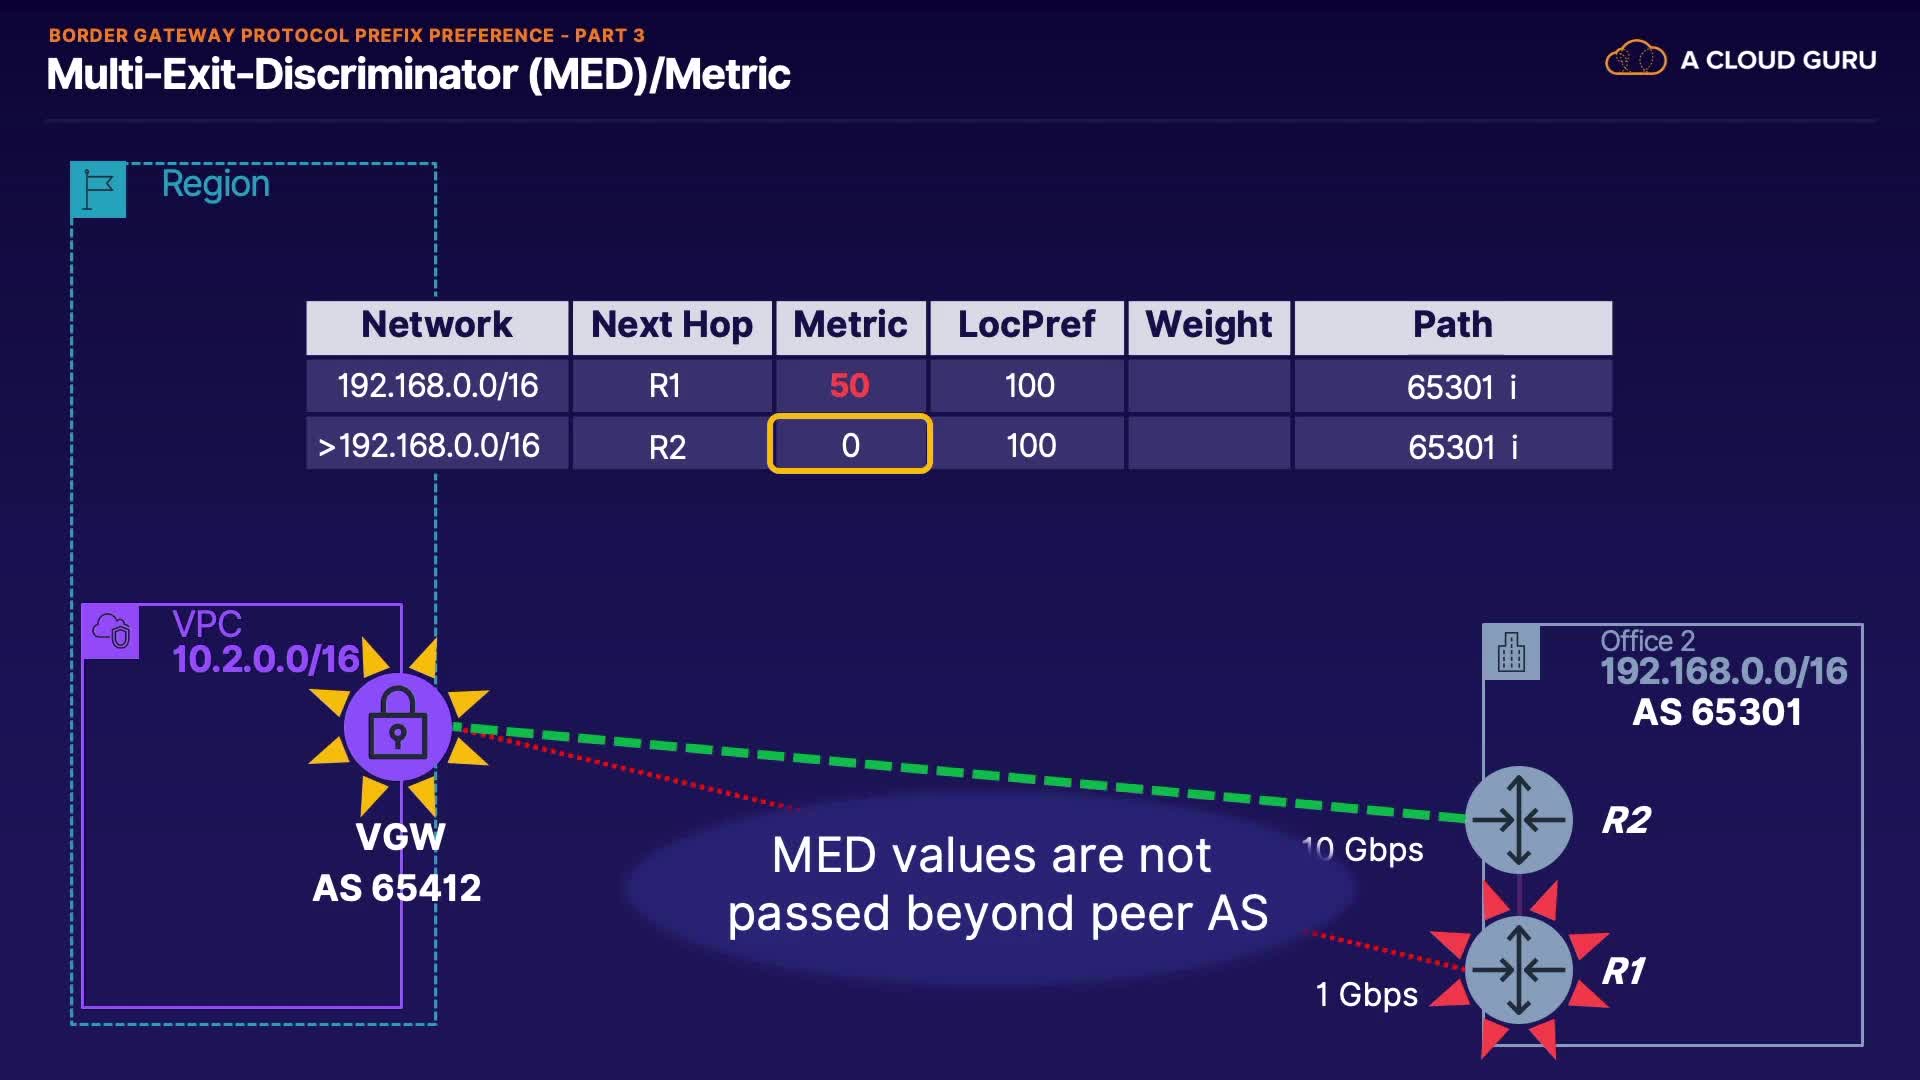 BORDER GATEWAY PROTOCOL PREFIX PREFERENCE - PART 3
Multi-Exit-Discriminator (MED)/Metric
A CLOUD GURU
Region
Network Next Hop Metric LocPref Weight Path
192.168.0.0/16 R1 50 100 65301 i
>192.168.0.0/16 R2 0 100 65301 i
VPC
10.2.0.0/16
VGW
AS 65412
Office 2
192.168.0.0/16
AS 65301
R2
10 Gbps
MED values are not
passed beyond peer AS
R1
1 Gbps